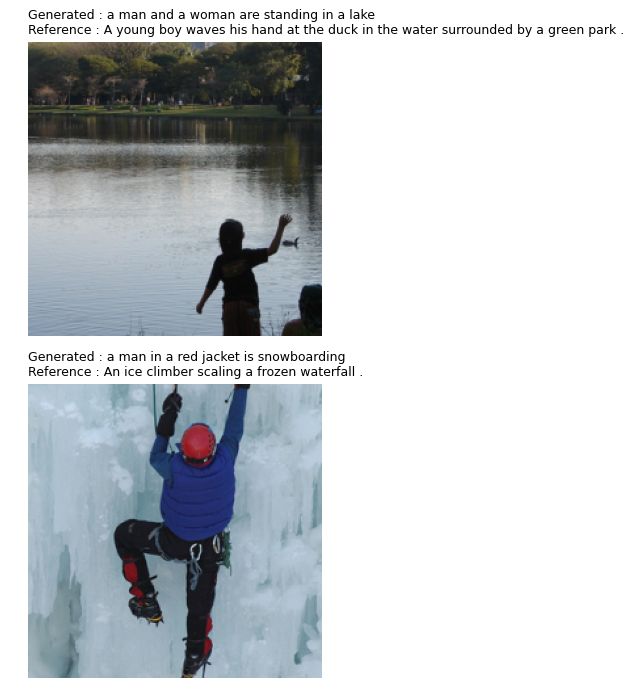 Generated : a man and a woman are standing in a lake
Reference : A young boy waves his hand at the duck in the water surrounded by a green park .
Generated : a man in a red jacket is snowboarding
Reference : An ice climber scaling a frozen waterfall .